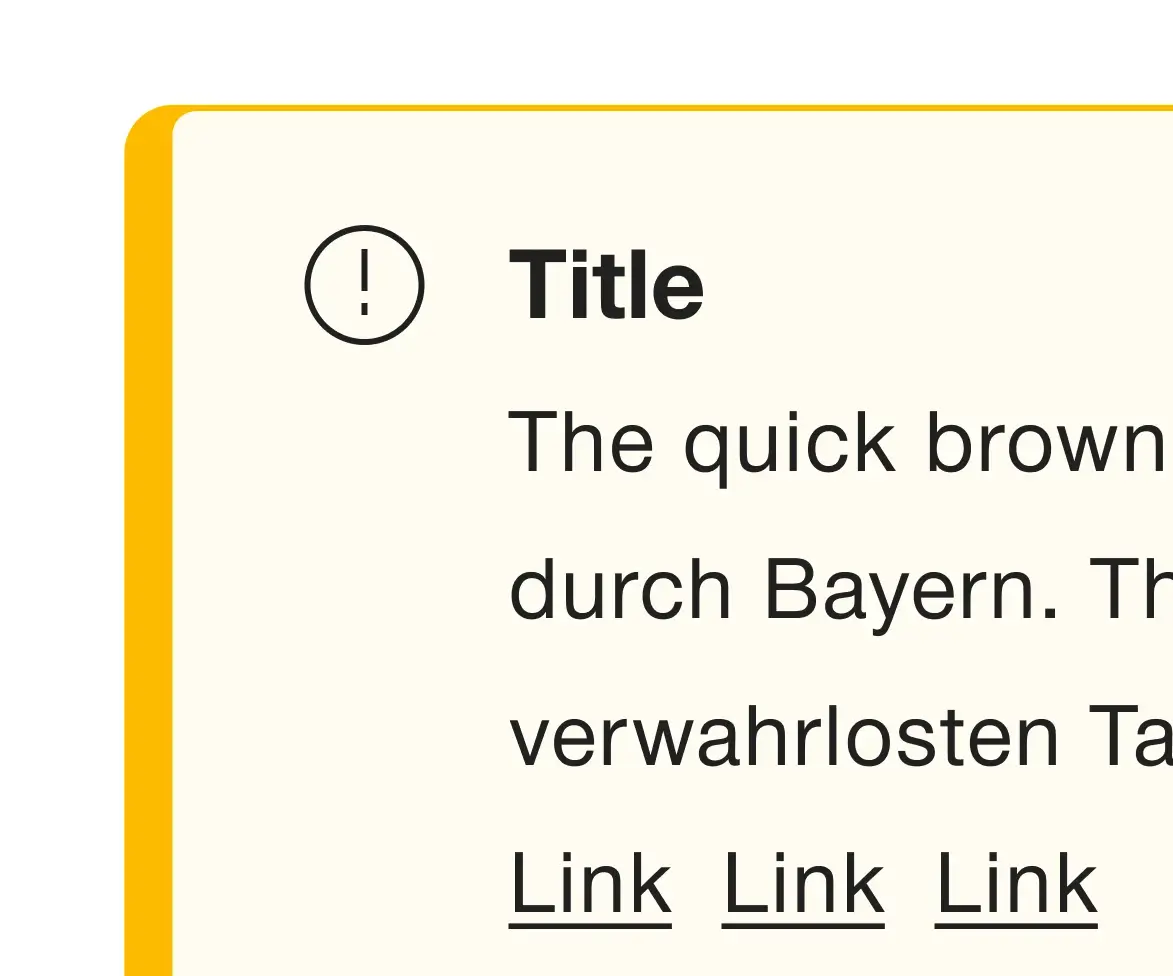 Title
The quick brown
durch Bayern. Th
verwahrlosten Ta
Link Link Link